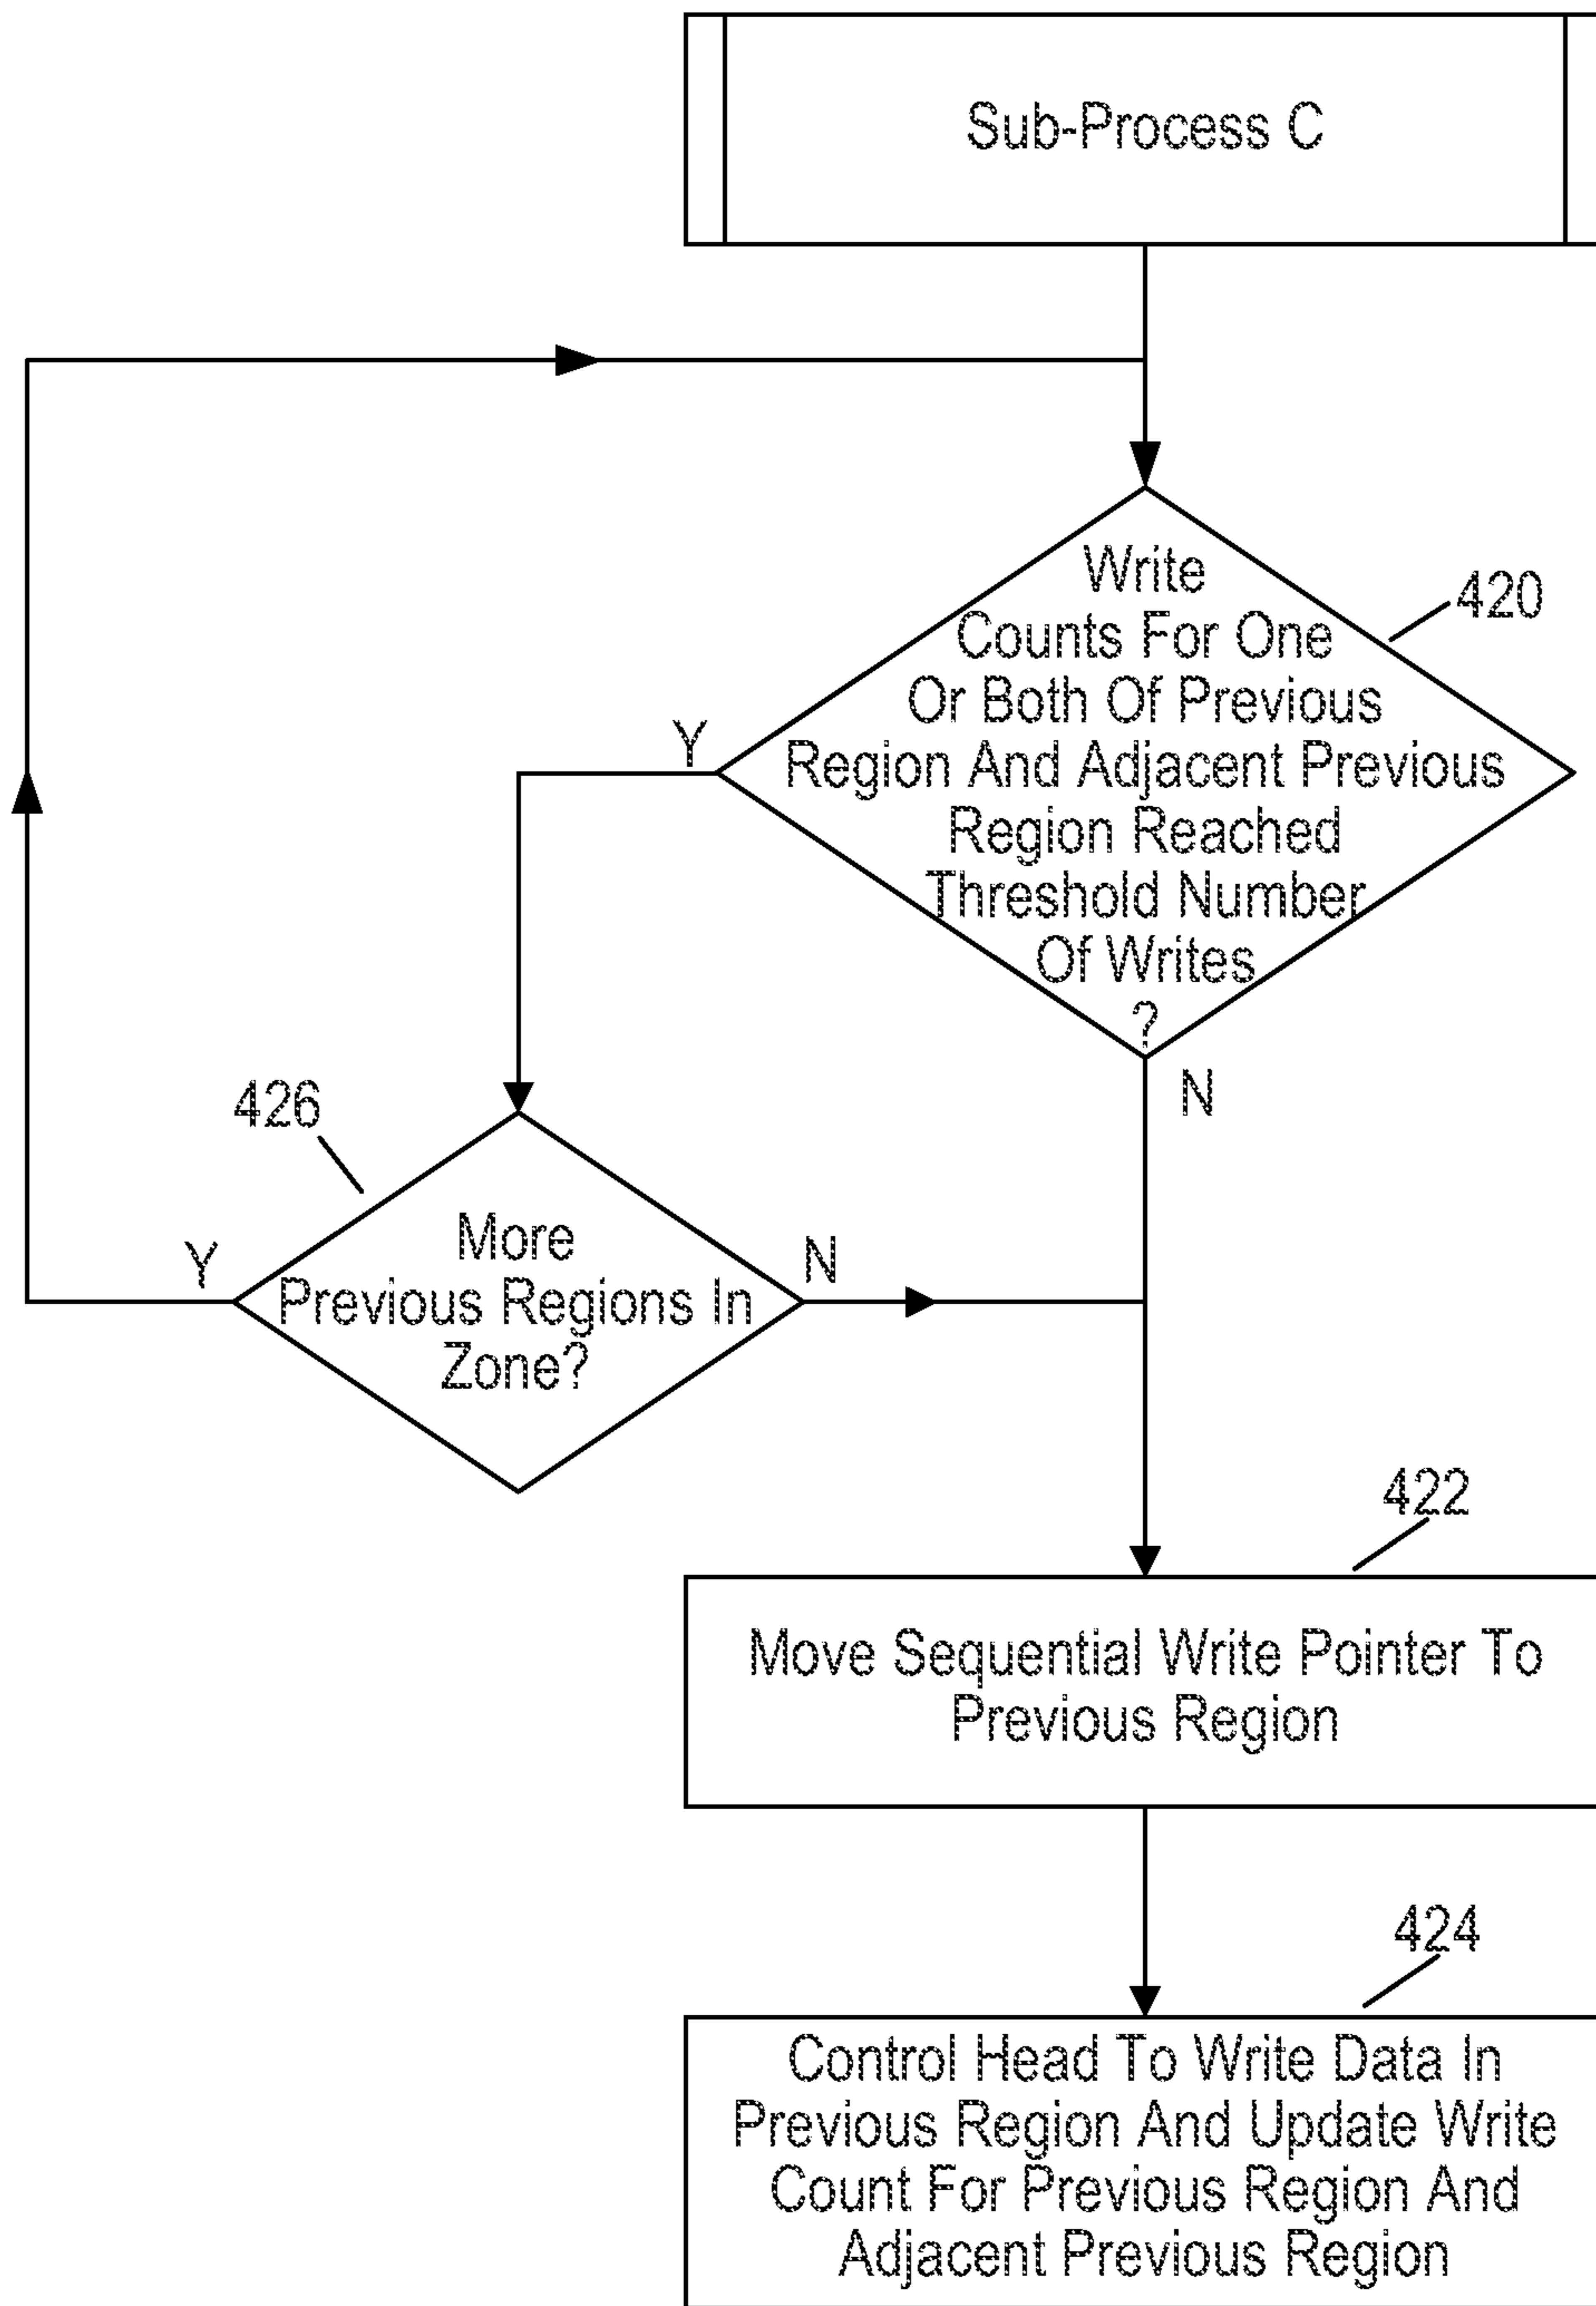 Sub-Process C
Write
Counts For One
Or Both Of Previous
Region And Adjacent Previous
Region Reached
Threshold Number
Of Writes
?
420
Y
N
426
More
Previous Regions In
Zone?
Y
N
422
Move Sequential Write Pointer To
Previous Region
424
Control Head To Write Data In
Previous Region And Update Write
Count For Previous Region And
Adjacent Previous Region